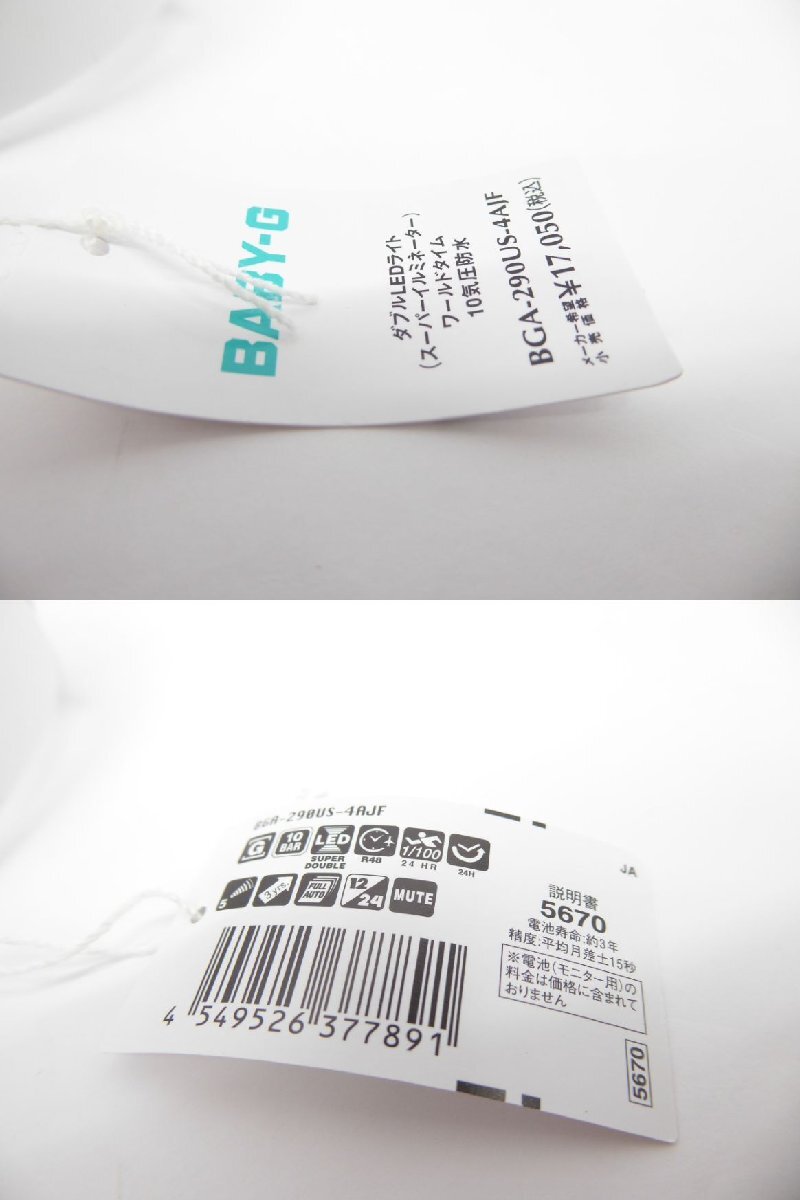 BABY-G
ダブルLEDライト
(スーパーイルミネーター)
ワールドタイム
10気圧防水
BGA-290US-4AJF
メーカー希望
小売価格
¥17,050(税込)
BGA-290US-4AJF
G
10
BAR
LED
SUPER
DOUBLE
R48
1/100
24 HR
24H
5
3 yrs.
FULL
AUTO
12/24
MUTE
4 549526 377891
JA
説明書
5670
電池寿命:約3年
精度:平均月差±15秒
※電池(モニター用)の
料金は価格に含まれて
おりません
5670